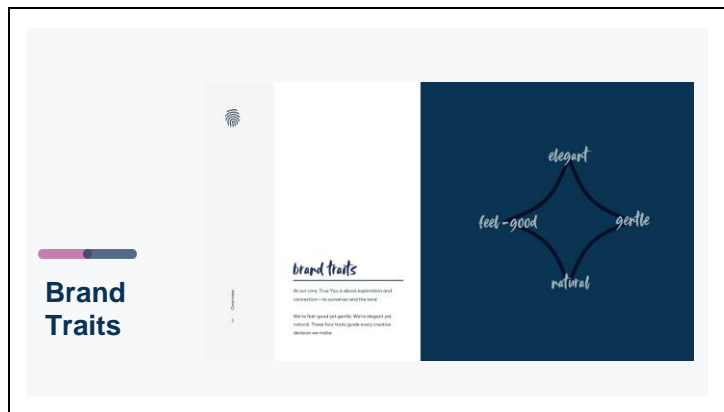 Brand
Traits
Overview
brand traits
At our core, True You is about exploration and
connection—to ourselves and the land.
We're feel-good yet gentle. We're elegant yet
natural. These four traits guide every creative
decision we make.
elegant
feel-good
gentle
natural